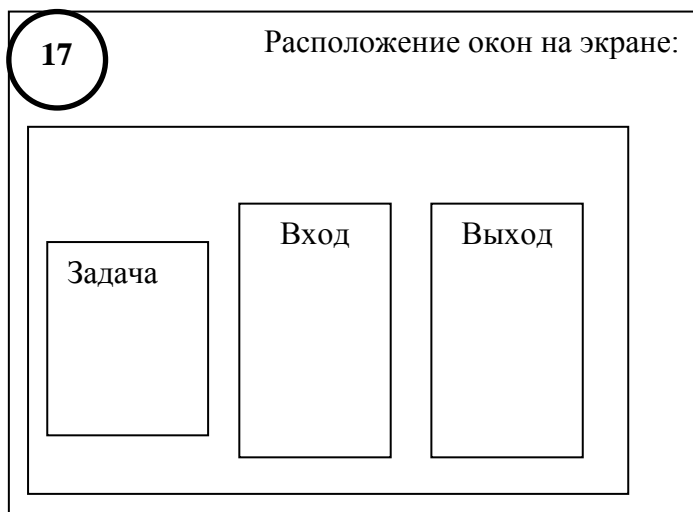 17
Расположение окон на экране:
Вход
Выход
Задача